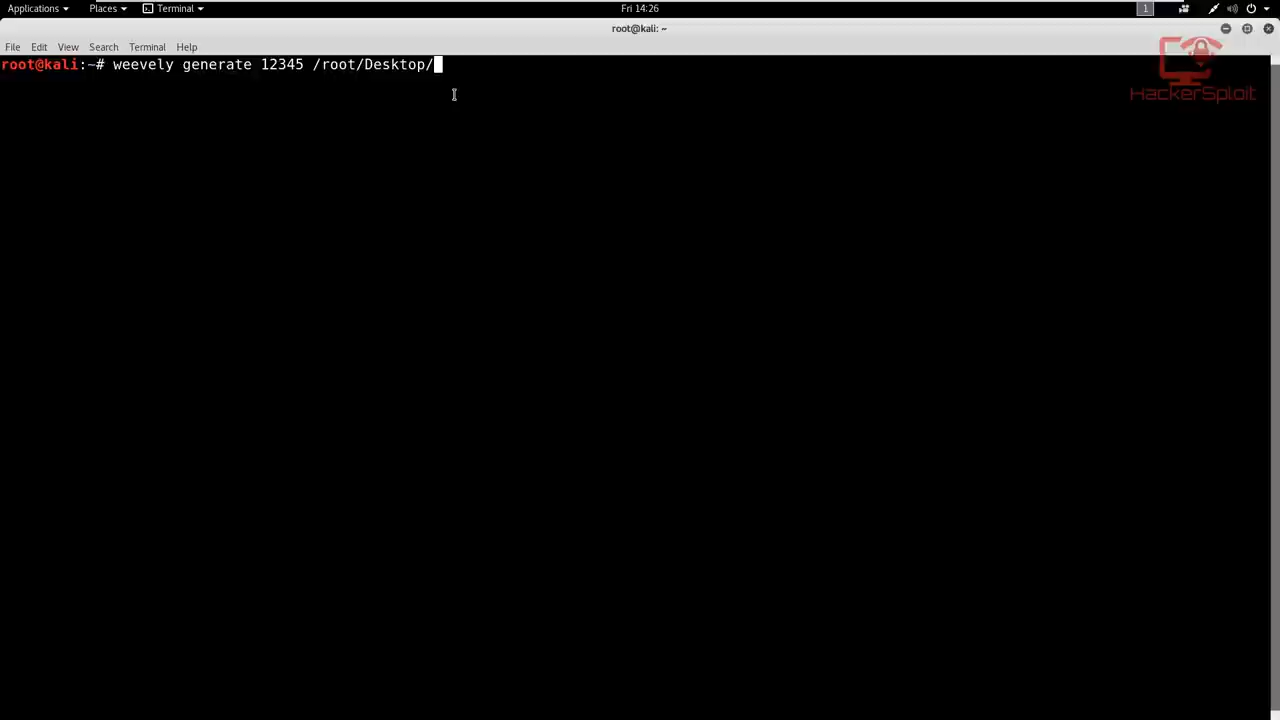 Applications Places Terminal Fri 14:26 1
root@kali: ~
File Edit View Search Terminal Help
root@kali:~# weevely generate 12345 /root/Desktop/
HackerSploit